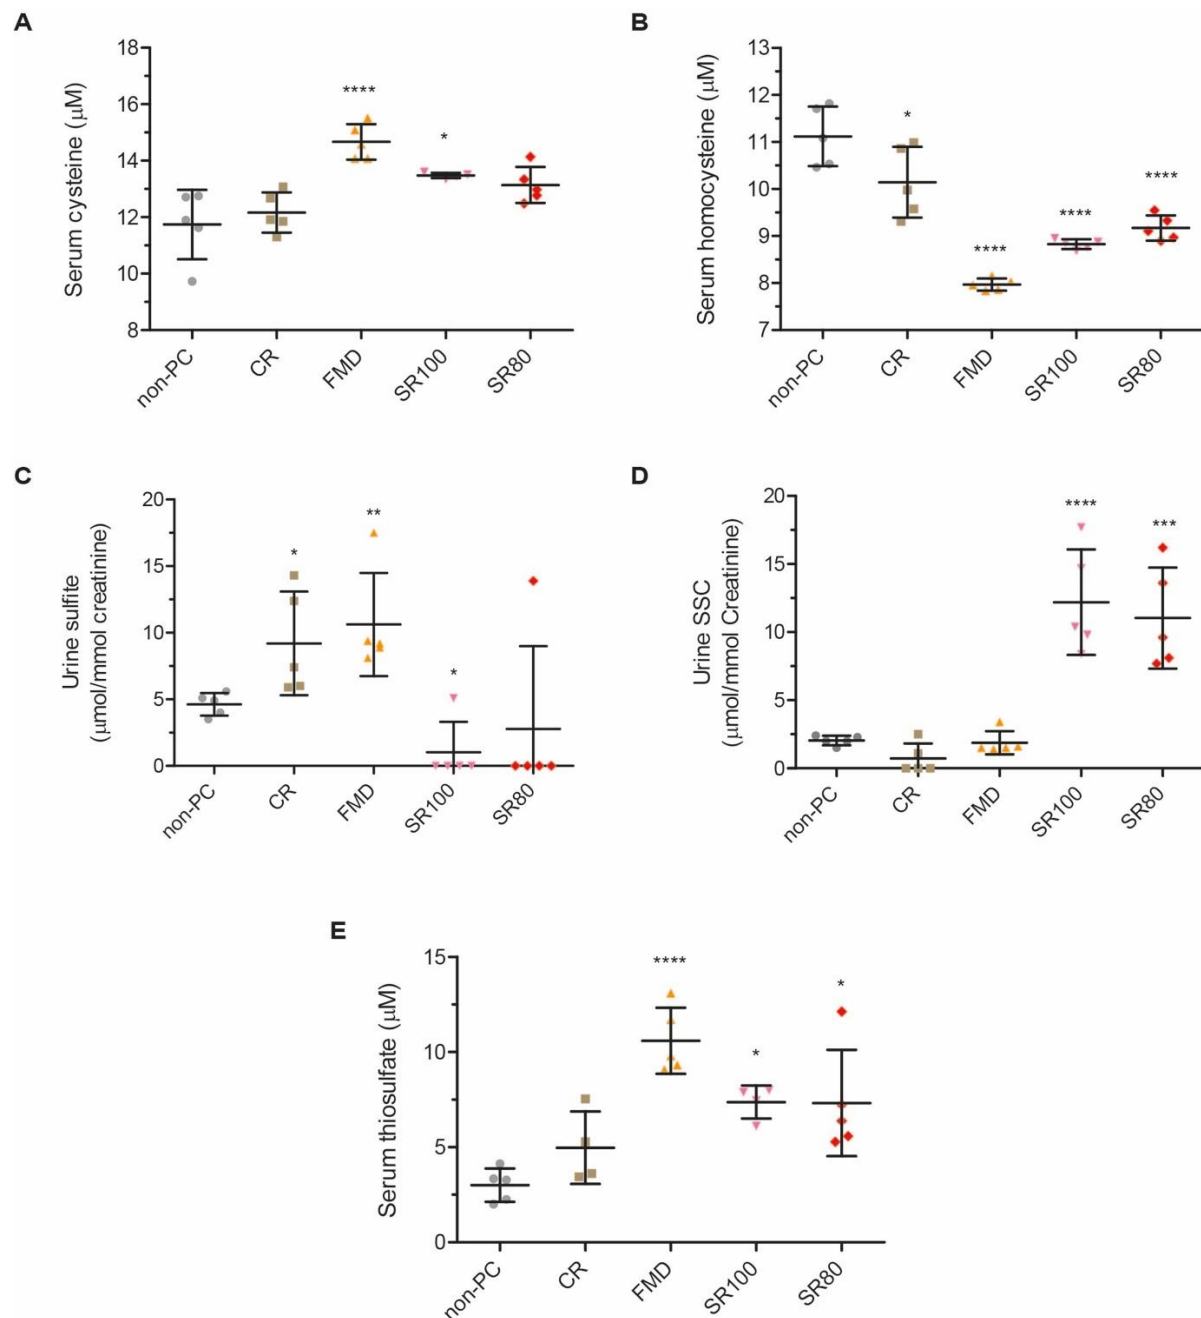 A
Serum cysteine (μM)
18
16
14
12
10
8
****
*
non-PC
CR
FMD
SR100
SR80
B
Serum homocysteine (μM)
13
12
11
10
9
8
7
*
****
****
****
non-PC
CR
FMD
SR100
SR80
C
Urine sulfite
(μmol/mmol creatinine)
20
15
10
5
0
*
**
*
non-PC
CR
FMD
SR100
SR80
D
Urine SSC
(μmol/mmol Creatinine)
20
15
10
5
0
****
***
non-PC
CR
FMD
SR100
SR80
E
Serum thiosulfate (μM)
15
10
5
0
****
*
*
non-PC
CR
FMD
SR100
SR80